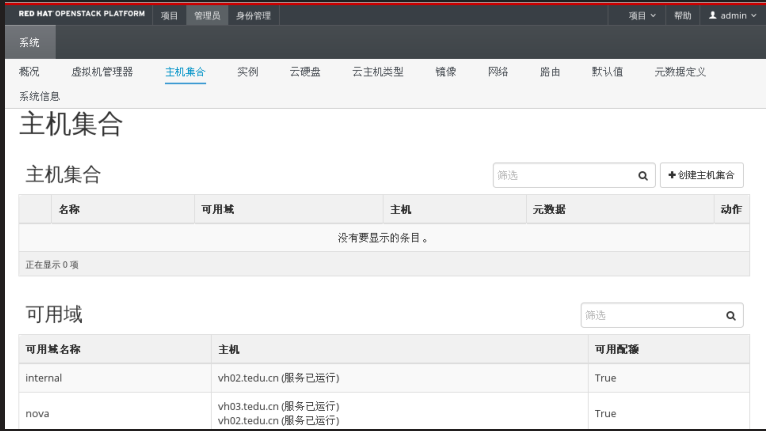 RED HAT OPENSTACK PLATFORM 项目 管理员 身份管理 项目 帮助 admin
系统
概况 虚拟机管理器 主机集合 实例 云硬盘 云主机类型 镜像 网络 路由 默认值 元数据定义
系统信息
主机集合
主机集合 筛选 创建主机集合
名称 可用域 主机 元数据 动作
没有要显示的条目。
正在显示 0 项
可用域 筛选
可用域名称 主机 可用配额
internal vh02.tedu.cn (服务已运行) True
vh03.tedu.cn (服务已运行)
nova True
vh02.tedu.cn (服务已运行)